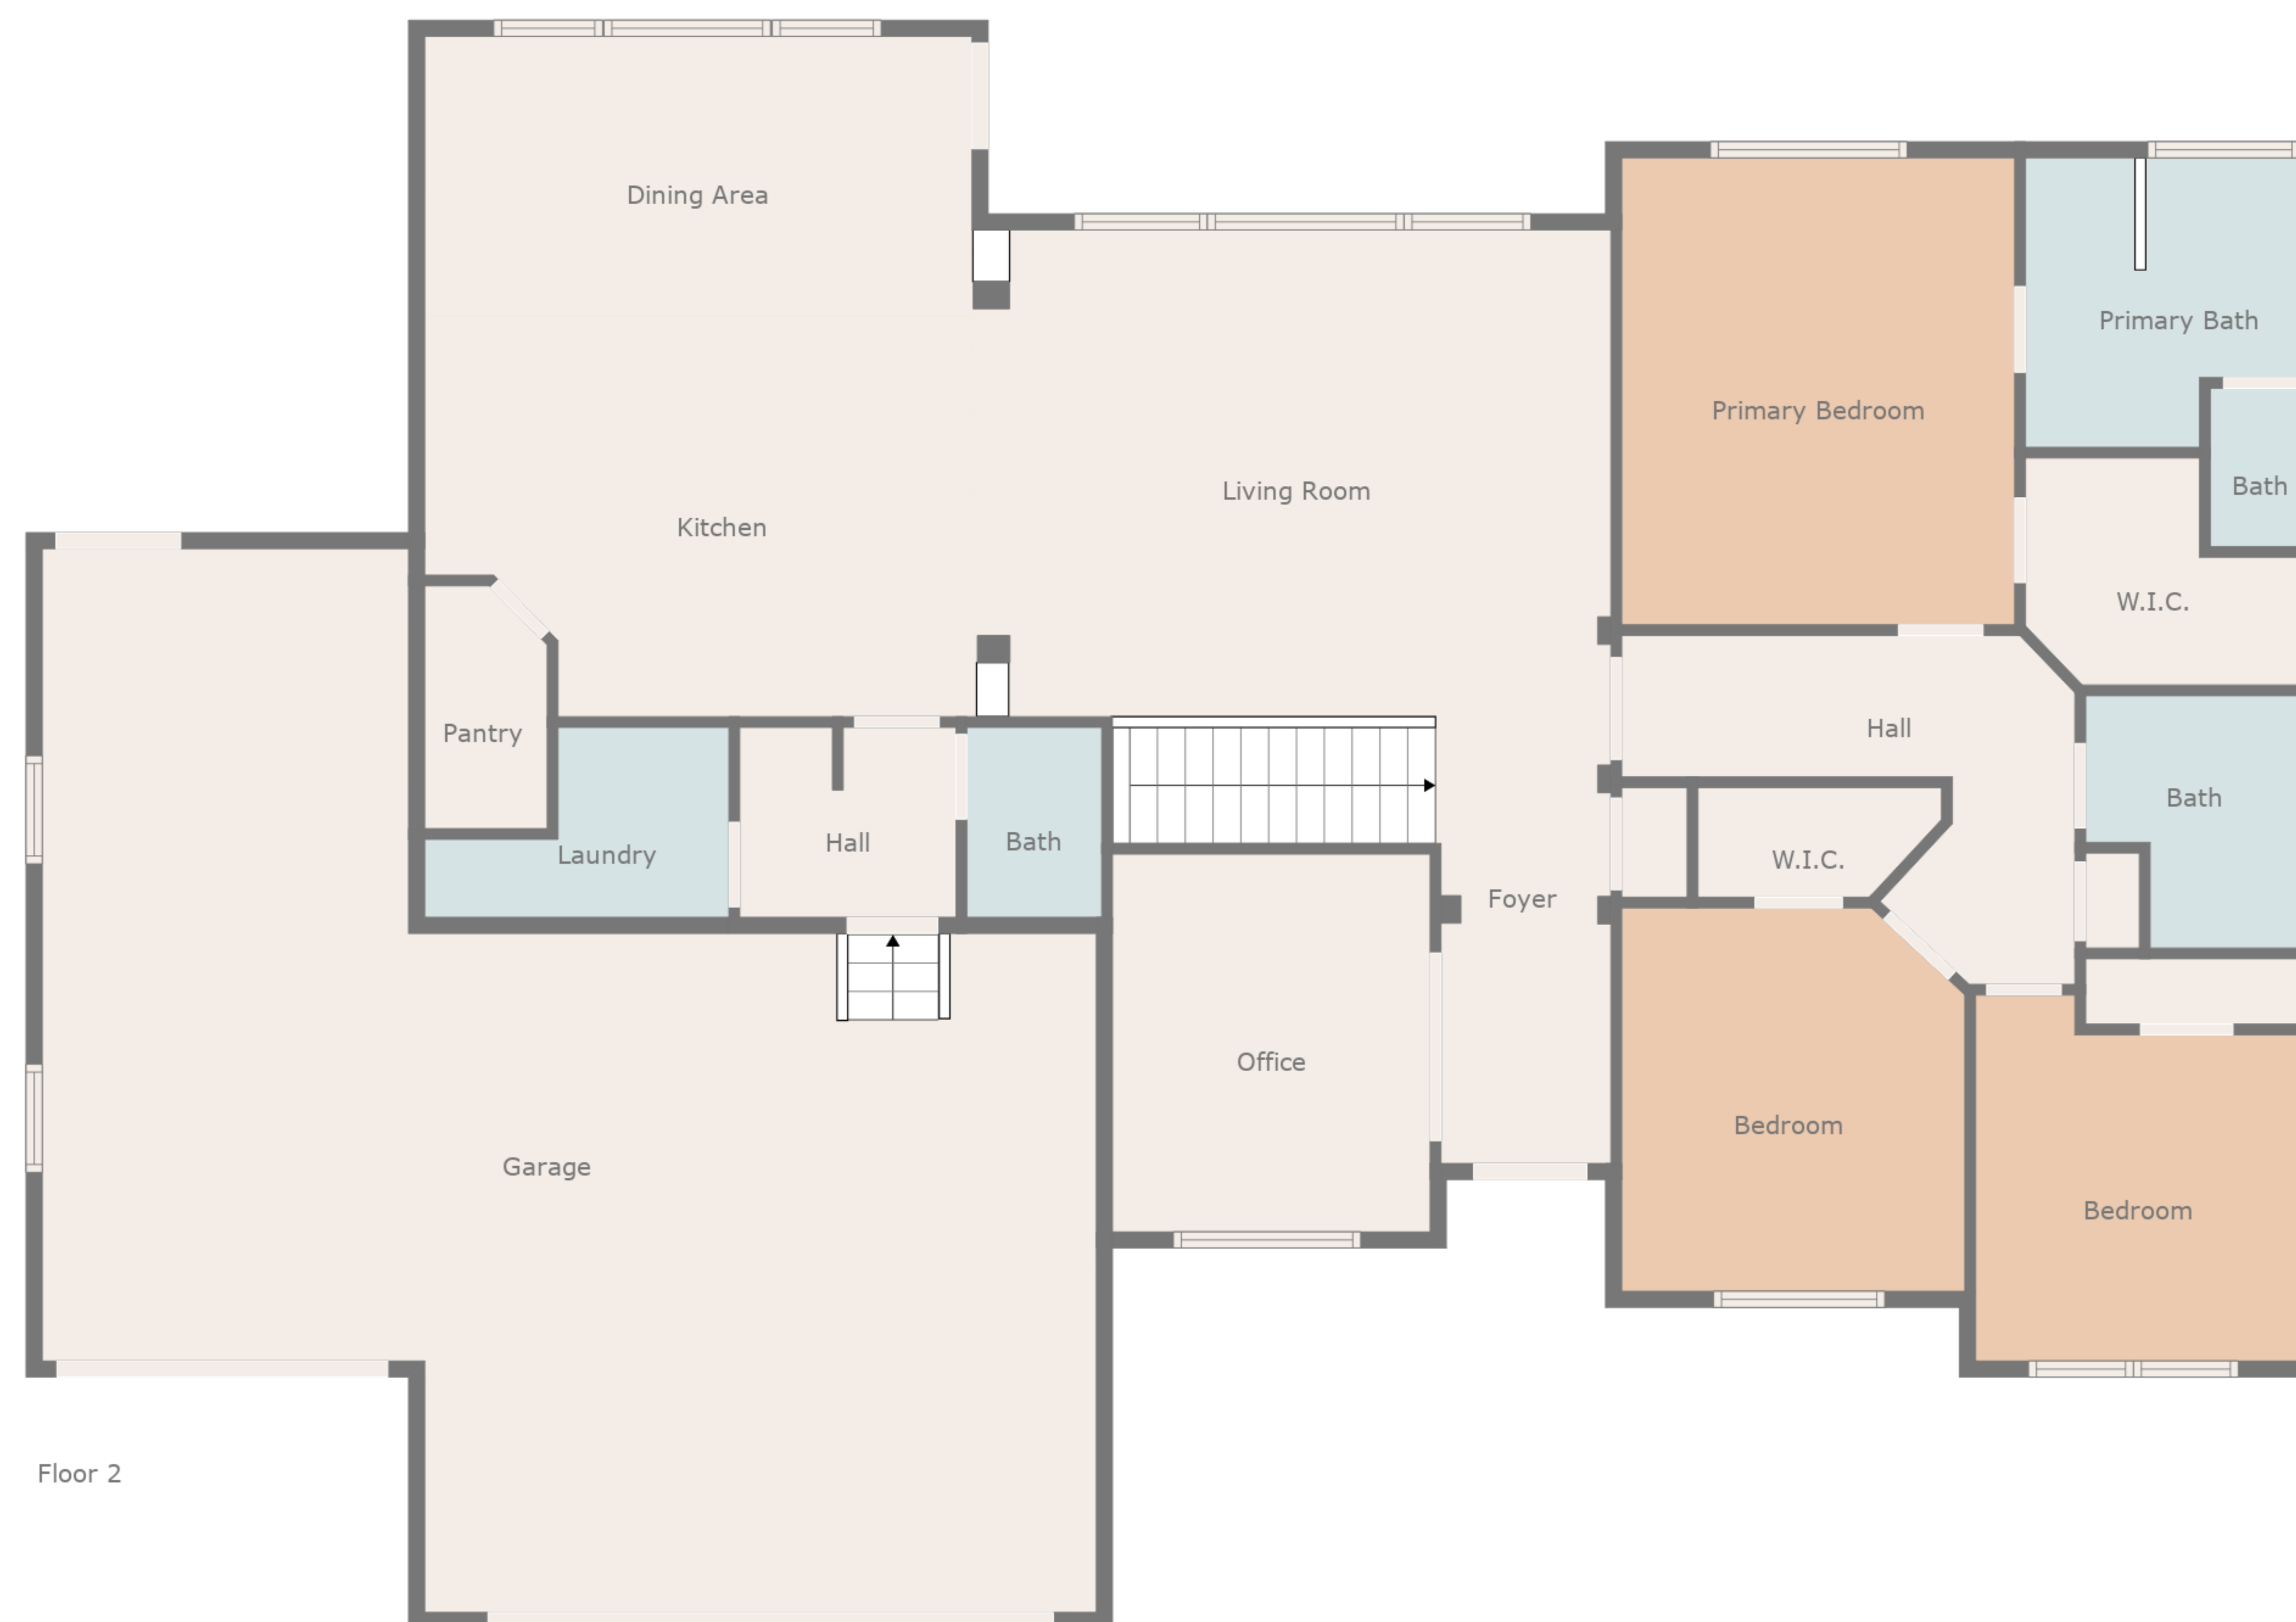 Dining Area
Primary Bath
Primary Bedroom
Bath
Living Room
Kitchen
W.I.C.
Hall
Pantry
Bath
Hall
Bath
Laundry
W.I.C.
Foyer
Office
Bedroom
Garage
Bedroom
Floor 2